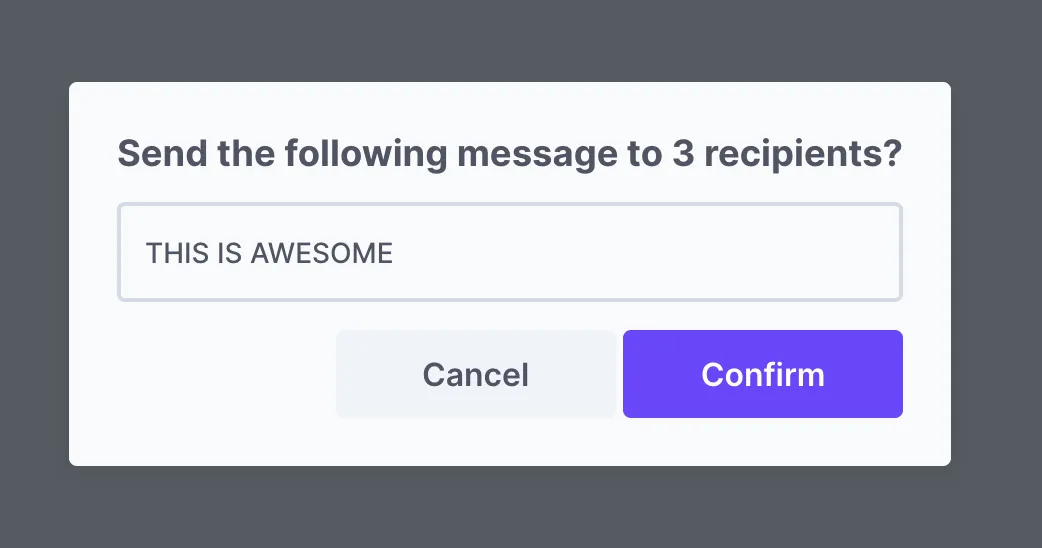 Send the following message to 3 recipients?
THIS IS AWESOME
Cancel
Confirm